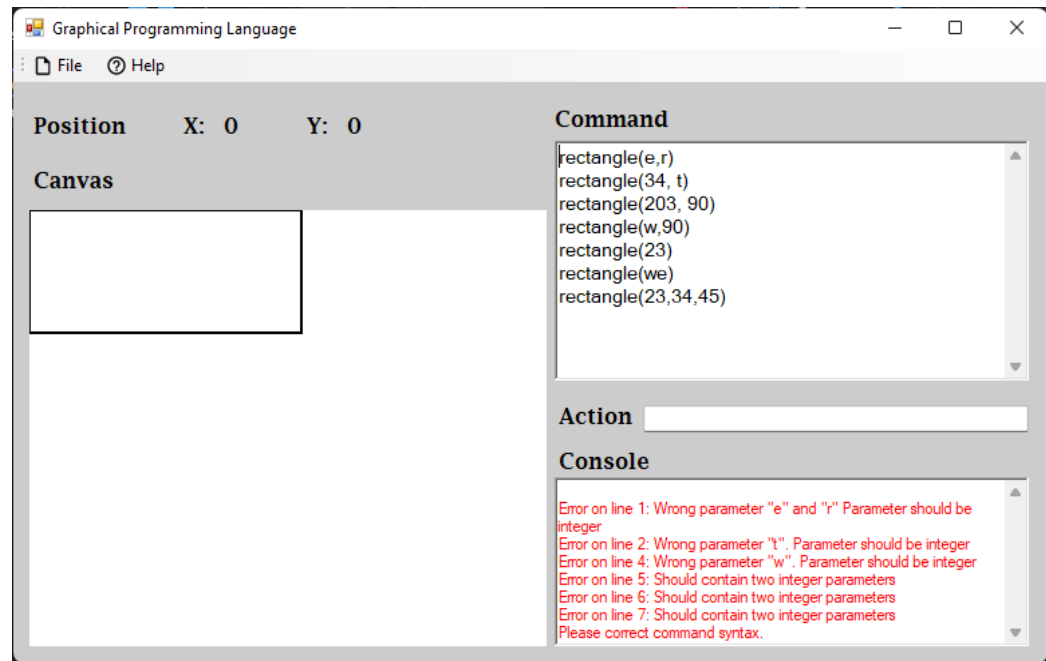 Graphical Programming Language
File Help
Position X: 0 Y: 0
Canvas
Command
rectangle(e,r)
rectangle(34, t)
rectangle(203, 90)
rectangle(w,90)
rectangle(23)
rectangle(we)
rectangle(23,34,45)
Action
Console
Error on line 1: Wrong parameter "e" and "r" Parameter should be
integer
Error on line 2: Wrong parameter "t". Parameter should be integer
Error on line 4: Wrong parameter "w". Parameter should be integer
Error on line 5: Should contain two integer parameters
Error on line 6: Should contain two integer parameters
Error on line 7: Should contain two integer parameters
Please correct command syntax.